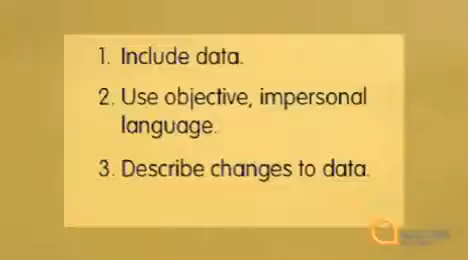 1. Include data.
2. Use objective, impersonal
language.
3. Describe changes to data.